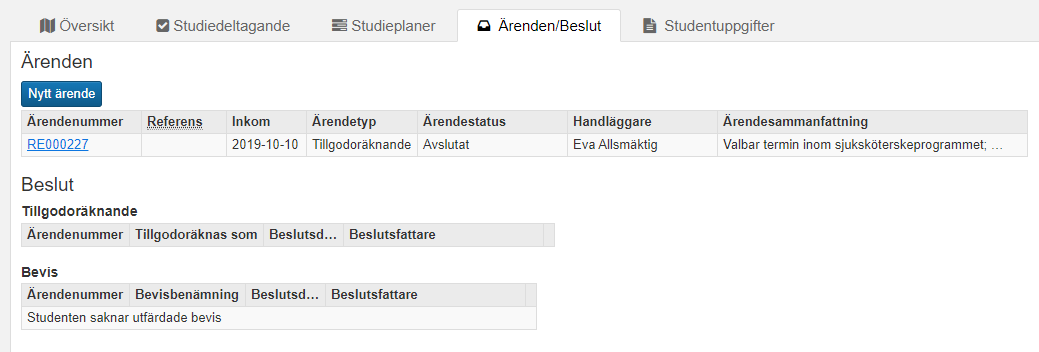 Översikt Studiedeltagande Studieplaner Ärenden/Beslut Studentuppgifter
Ärenden
Nytt ärende
Ärendenummer Referens Inkom Ärendetyp Ärendestatus Handläggare Ärendesammanfattning
RE000227 2019-10-10 Tillgodoräknande Avslutat Eva Allsmäktig Valbar termin inom sjuksköterskeprogrammet; ...
Beslut
Tillgodoräknande
Ärendenummer Tillgodoräknas som Beslutsd... Beslutsfattare
Bevis
Ärendenummer Bevisbenämning Beslutsd... Beslutsfattare
Studenten saknar utfärdade bevis